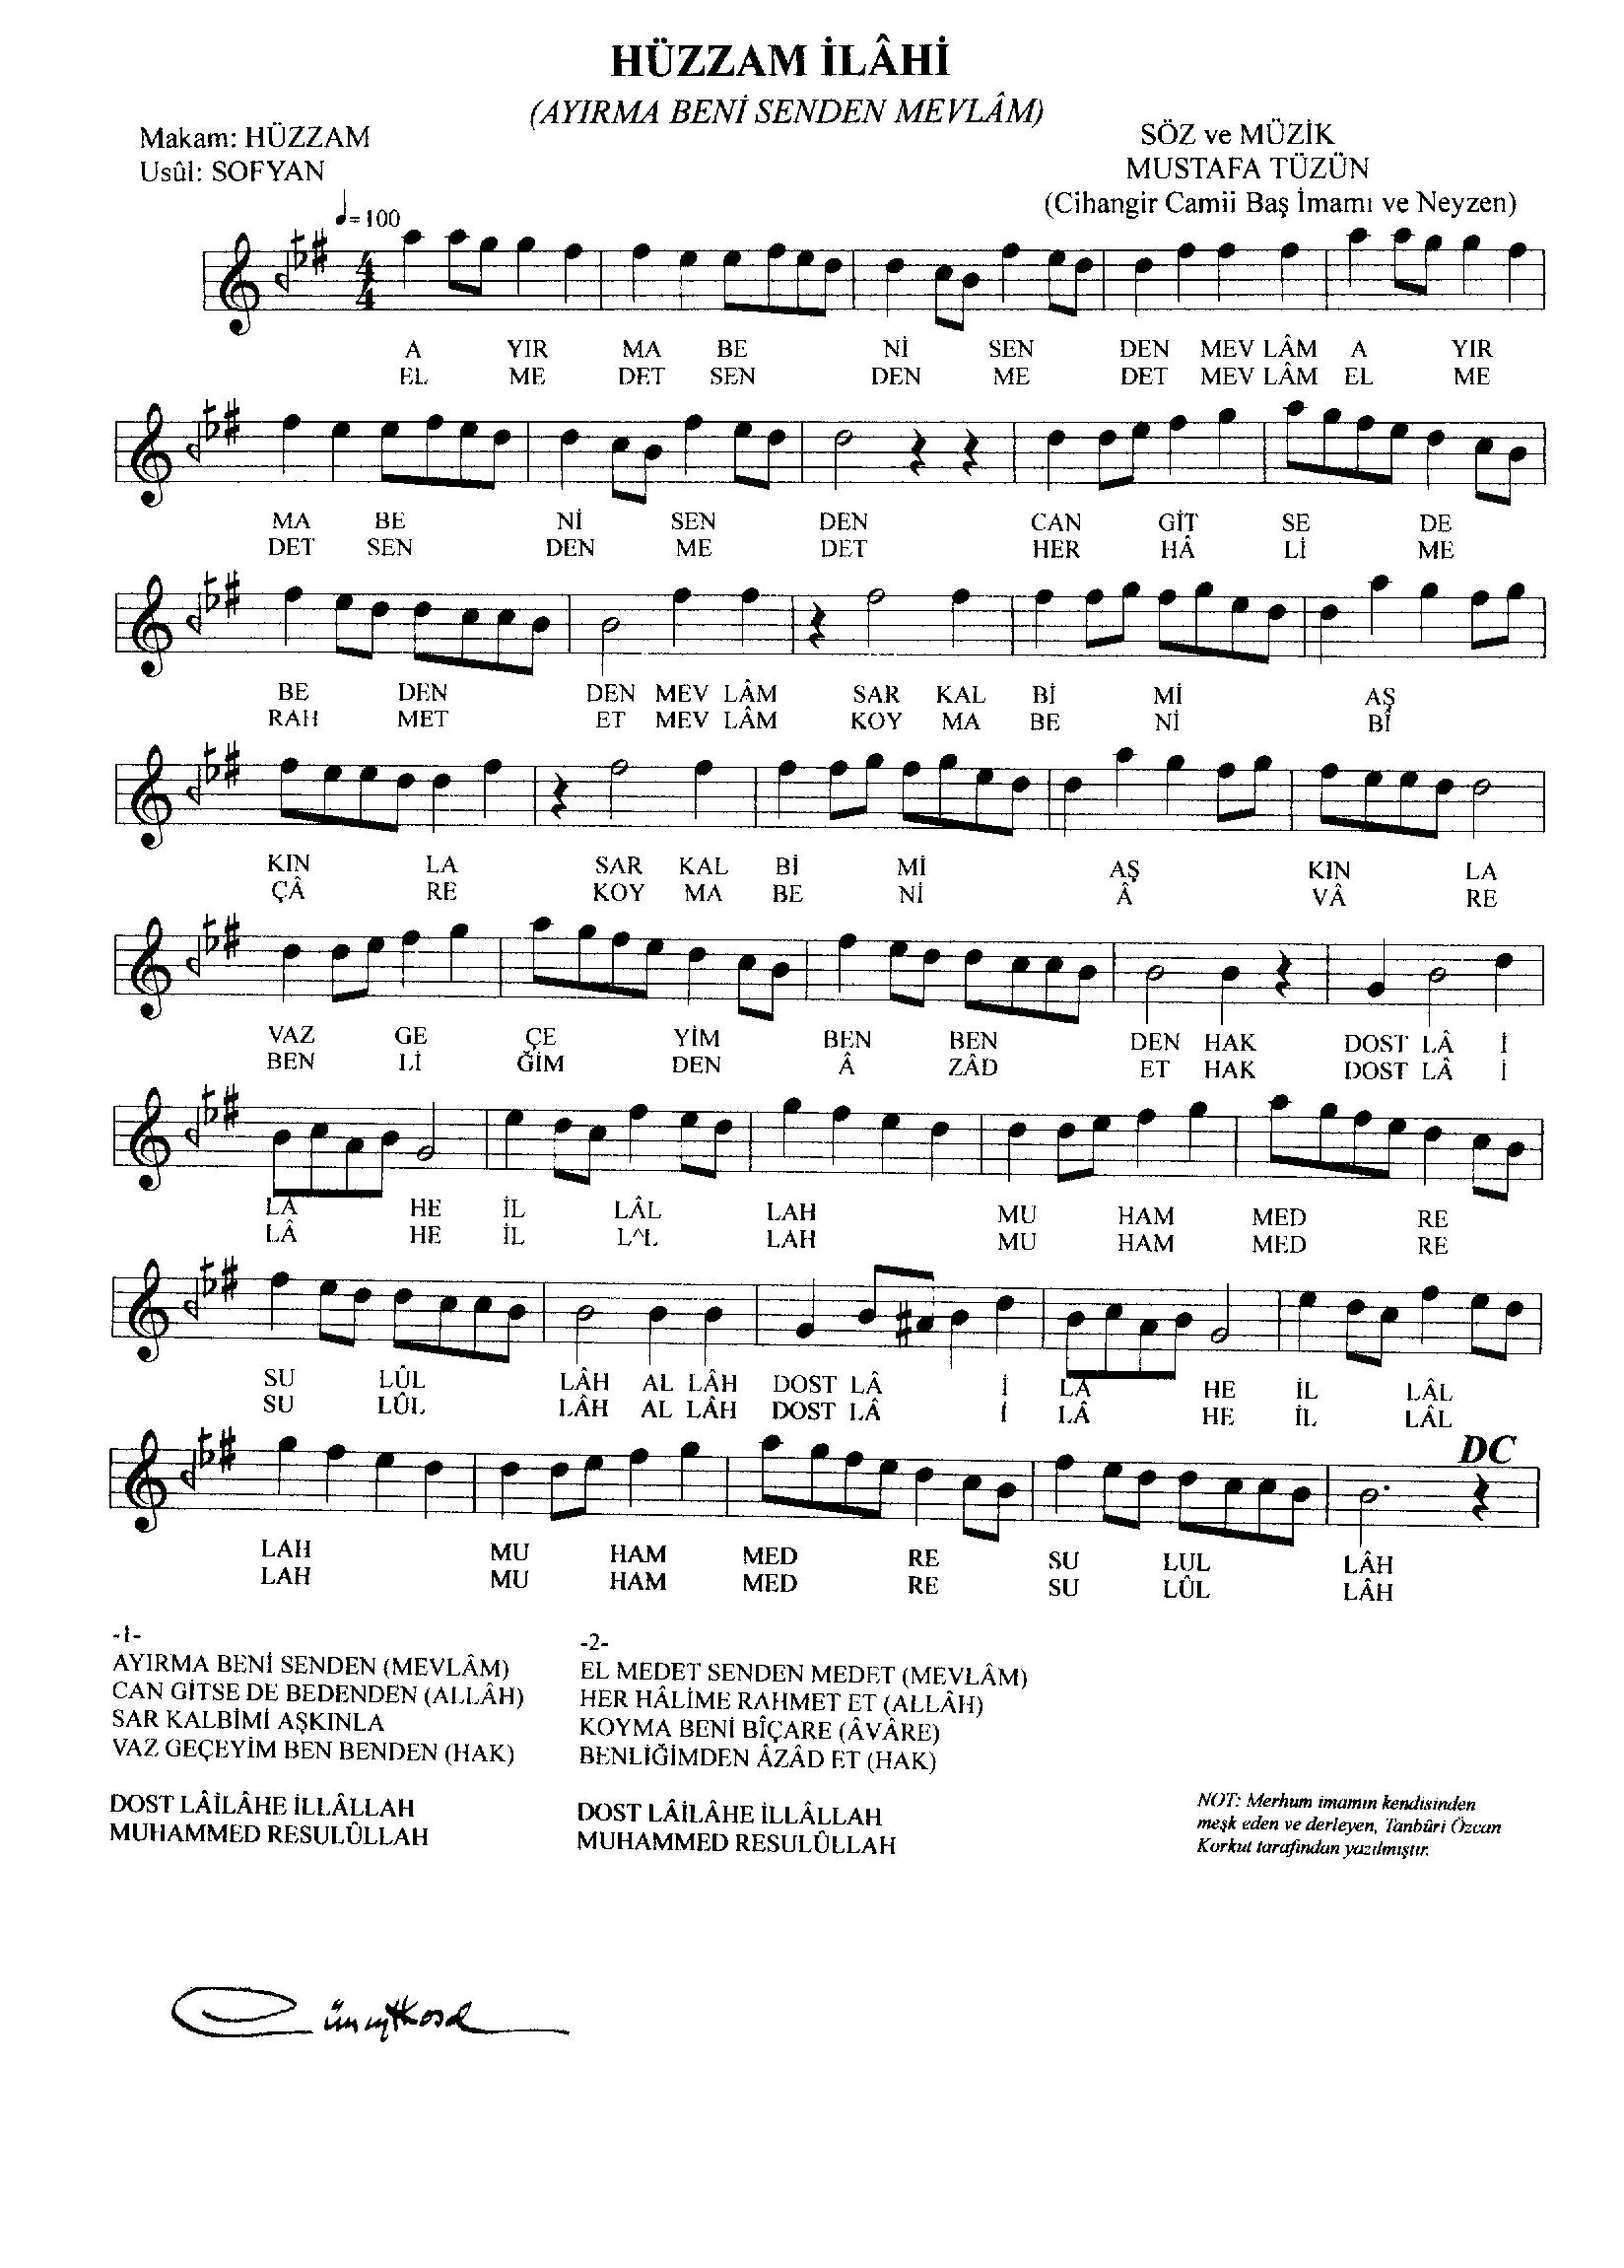 HÜZZAM İLÂHİ
(AYIRMA BENİ SENDEN MEVLÂM)
Makam: HÜZZAM
Usûl: SOFYAN
SÖZ ve MÜZİK
MUSTAFA TÜZÜN
(Cihangir Camii Baş İmamı ve Neyzen)
=100
4
4
A YIR MA BE Nİ SEN DEN MEV LÂM A YIR
EL ME DET SEN DEN ME DET MEV LÂM EL ME
MA BE Nİ SEN DEN CAN GİT SE DE
DET SEN DEN ME DET HER HÂ Lİ ME
BE DEN DEN MEV LÂM SAR KAL Bİ Mİ AŞ
RAH MET ET MEV LÂM KOY MA BE Nİ BÎ
KIN LA SAR KAL Bİ Mİ AŞ KIN LA
ÇÂ RE KOY MA BE Nİ Â VÂ RE
VAZ GE ÇE YİM BEN BEN DEN HAK DOST LÂ İ
BEN Lİ ĞİM DEN Â ZÂD ET HAK DOST LÂ İ
LA HE İL LÂL LAH MU HAM MED RE
LÂ HE İL L^L LAH MU HAM MED RE
SU LÛL LÂH AL LÂH DOST LÂ İ LA HE İL LÂL
SU LÛL LÂH AL LÂH DOST LÂ İ LÂ HE İL LÂL
DC
LAH MU HAM MED RE SU LUL LÂH
LAH MU HAM MED RE SU LÛL LÂH
-1-
AYIRMA BENİ SENDEN (MEVLÂM)
CAN GİTSE DE BEDENDEN (ALLÂH)
SAR KALBİMİ AŞKINLA
VAZ GEÇEYİM BEN BENDEN (HAK)
DOST LÂİLÂHE İLLÂLLAH
MUHAMMED RESULÛLLAH
-2-
EL MEDET SENDEN MEDET (MEVLÂM)
HER HÂLİME RAHMET ET (ALLÂH)
KOYMA BENİ BÎÇARE (ÂVÂRE)
BENLİĞİMDEN ÂZÂD ET (HAK)
DOST LÂİLÂHE İLLÂLLAH
MUHAMMED RESULÛLLAH
NOT: Merhum imamın kendisinden
meşk eden ve derleyen, Tanbûri Özcan
Korkut tarafından yazılmıştır.